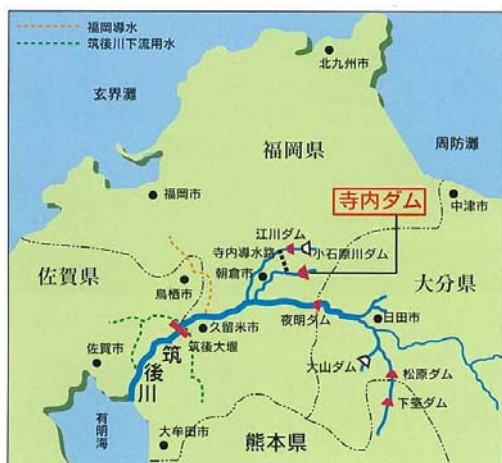 福岡導水
筑後川下流用水
北九州市
玄界灘
周防灘
福岡県
福岡市
寺内ダム
中津市
江川ダム
小石原川ダム
寺内導水路
朝倉市
佐賀県
鳥栖市
大分県
夜明ダム
日田市
久留米市
筑後大堰
佐賀市
筑後川
大山ダム
松原ダム
下筌ダム
有明海
大牟田市
熊本県